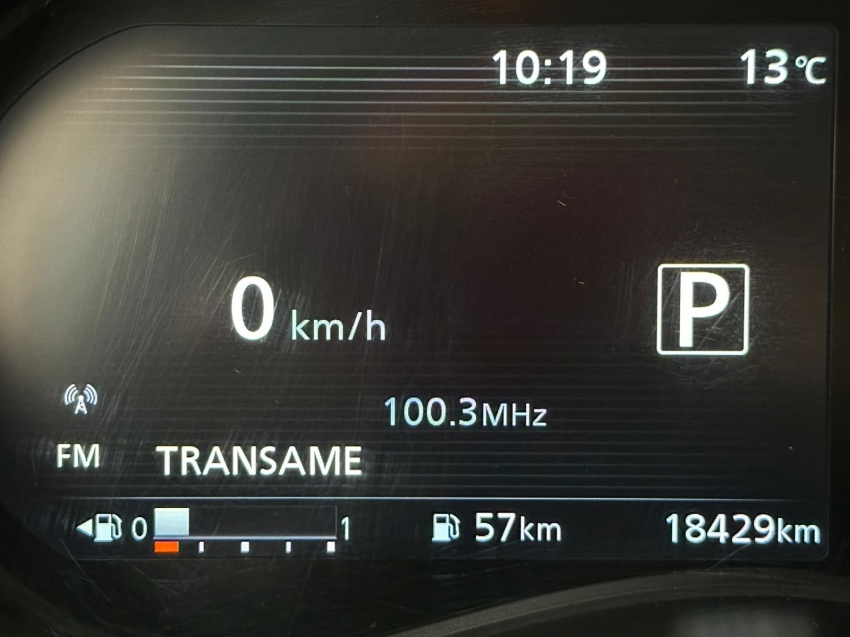 10:19 13°C
0 km/h P
100.3MHz
FM TRANSAME
0 1 57km 18429km